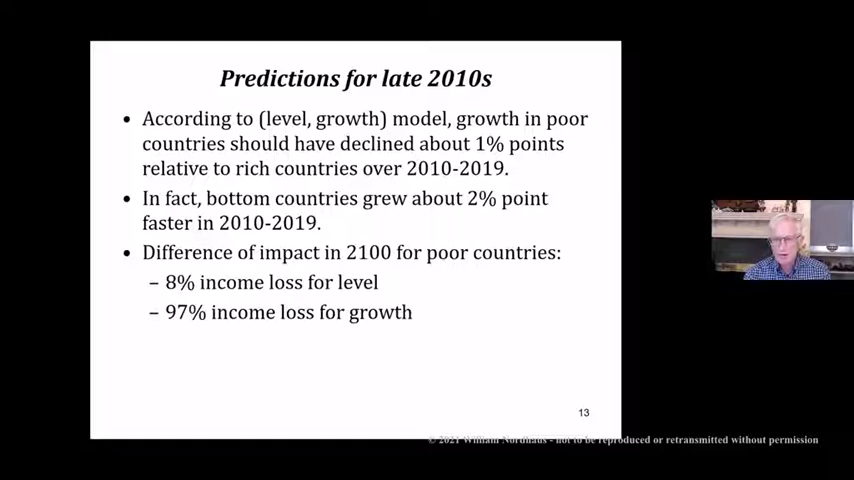 Predictions for late 2010s
• According to (level, growth) model, growth in poor
countries should have declined about 1% points
relative to rich countries over 2010-2019.
• In fact, bottom countries grew about 2% point
faster in 2010-2019.
• Difference of impact in 2100 for poor countries:
– 8% income loss for level
– 97% income loss for growth
13
© 2021 William Nordhaus - not to be reproduced or retransmitted without permission